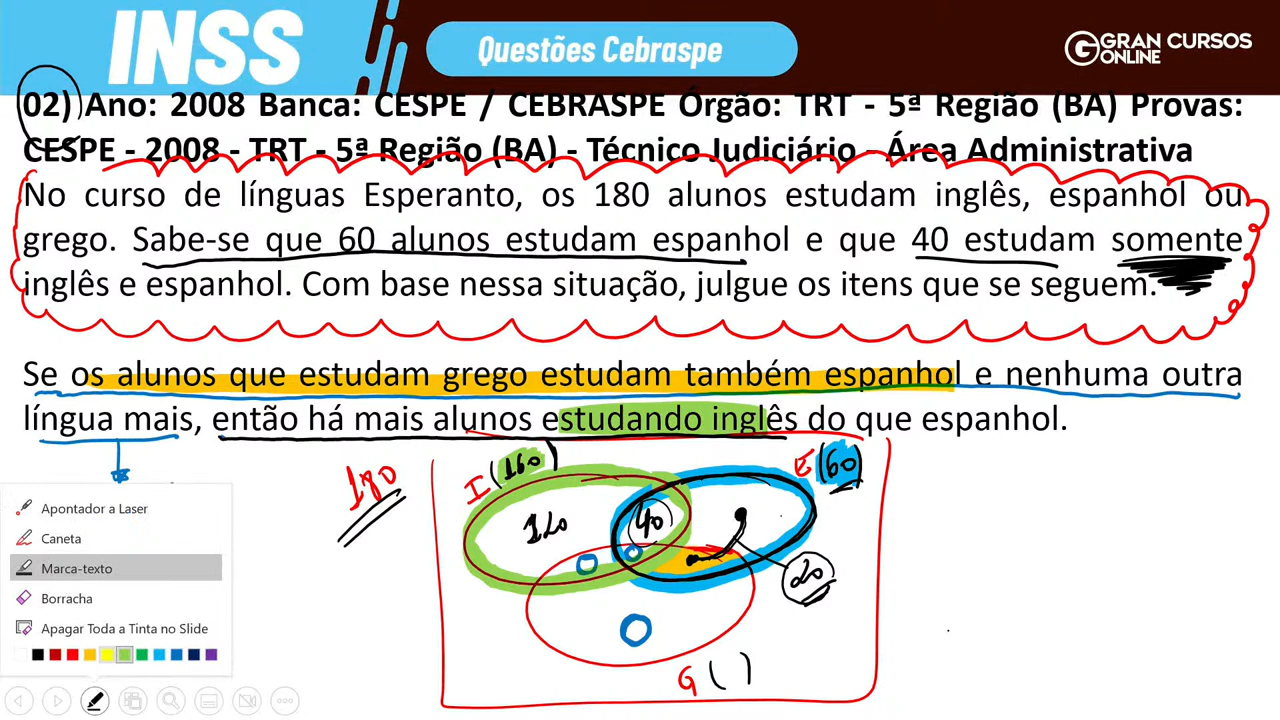 INSS
Questões Cebraspe
GRAN CURSOS
ONLINE
02) Ano: 2008 Banca: CESPE / CEBRASPE Órgão: TRT - 5ª Região (BA) Provas:
CESPE - 2008 - TRT - 5ª Região (BA) - Técnico Judiciário - Área Administrativa
No curso de línguas Esperanto, os 180 alunos estudam inglês, espanhol ou
grego. Sabe-se que 60 alunos estudam espanhol e que 40 estudam somente
inglês e espanhol. Com base nessa situação, julgue os itens que se seguem.
Se os alunos que estudam grego estudam também espanhol e nenhuma outra
língua mais, então há mais alunos estudando inglês do que espanhol.
180
I (160)
E (60)
120
40
20
G ( )
Apontador a Laser
Caneta
Marca-texto
Borracha
Apagar Toda a Tinta no Slide